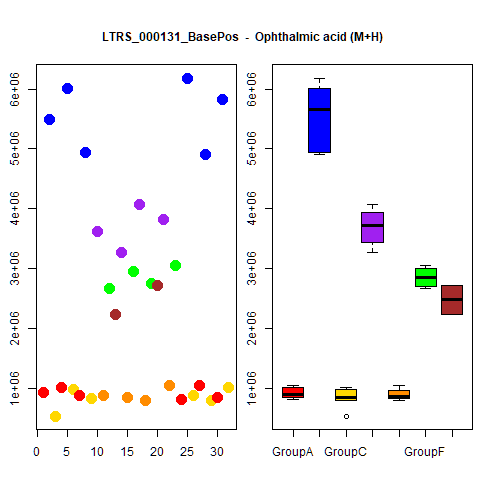 LTRS_000131_BasePos - Ophthalmic acid (M+H)
6e+06
5e+06
4e+06
3e+06
2e+06
1e+06
0 5 10 15 20 25 30
6e+06
5e+06
4e+06
3e+06
2e+06
1e+06
GroupA GroupC GroupF